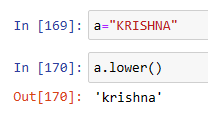 In [169]: a="KRISHNA"
In [170]: a.lower()
Out[170]: 'krishna'